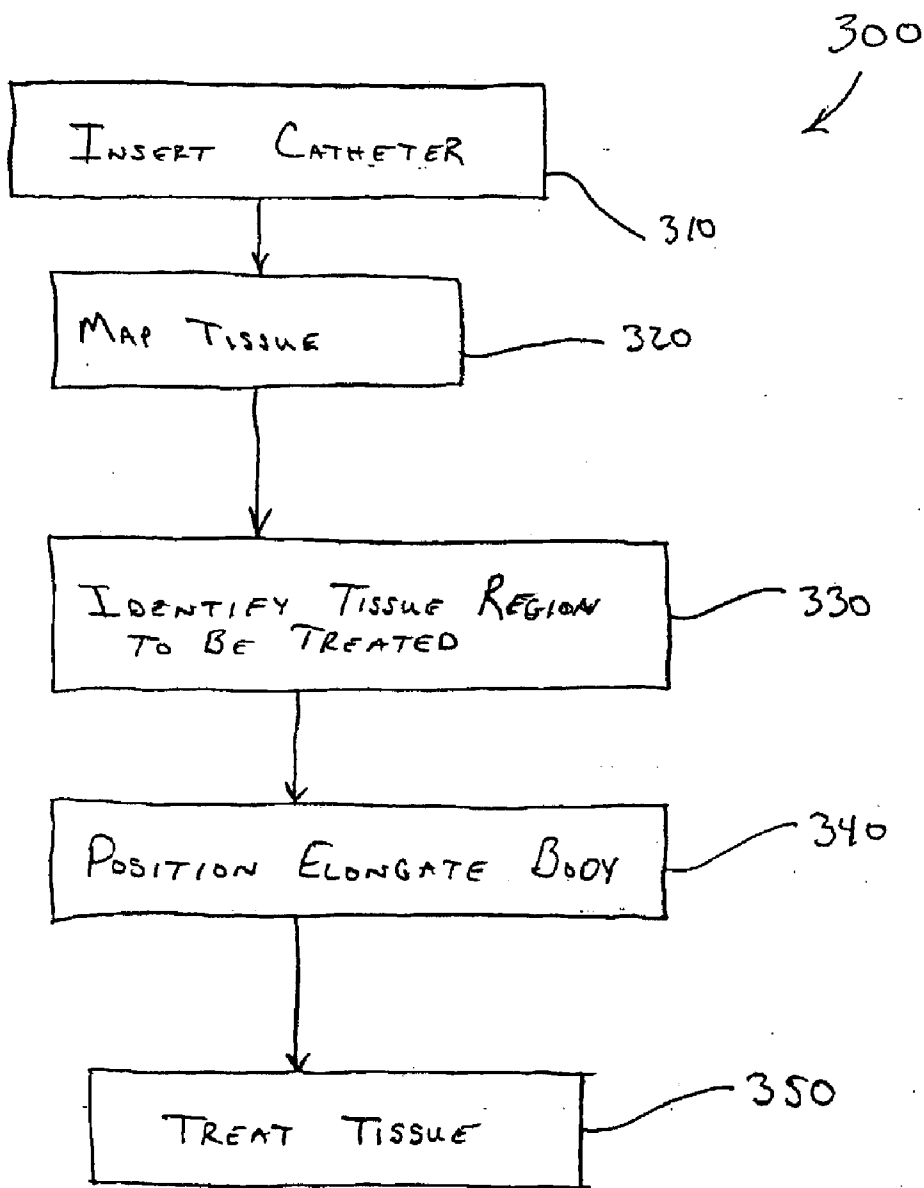 300
INSERT CATHETER
310
MAP TISSUE
320
IDENTIFY TISSUE REGION
TO BE TREATED
330
POSITION ELONGATE BODY
340
TREAT TISSUE
350